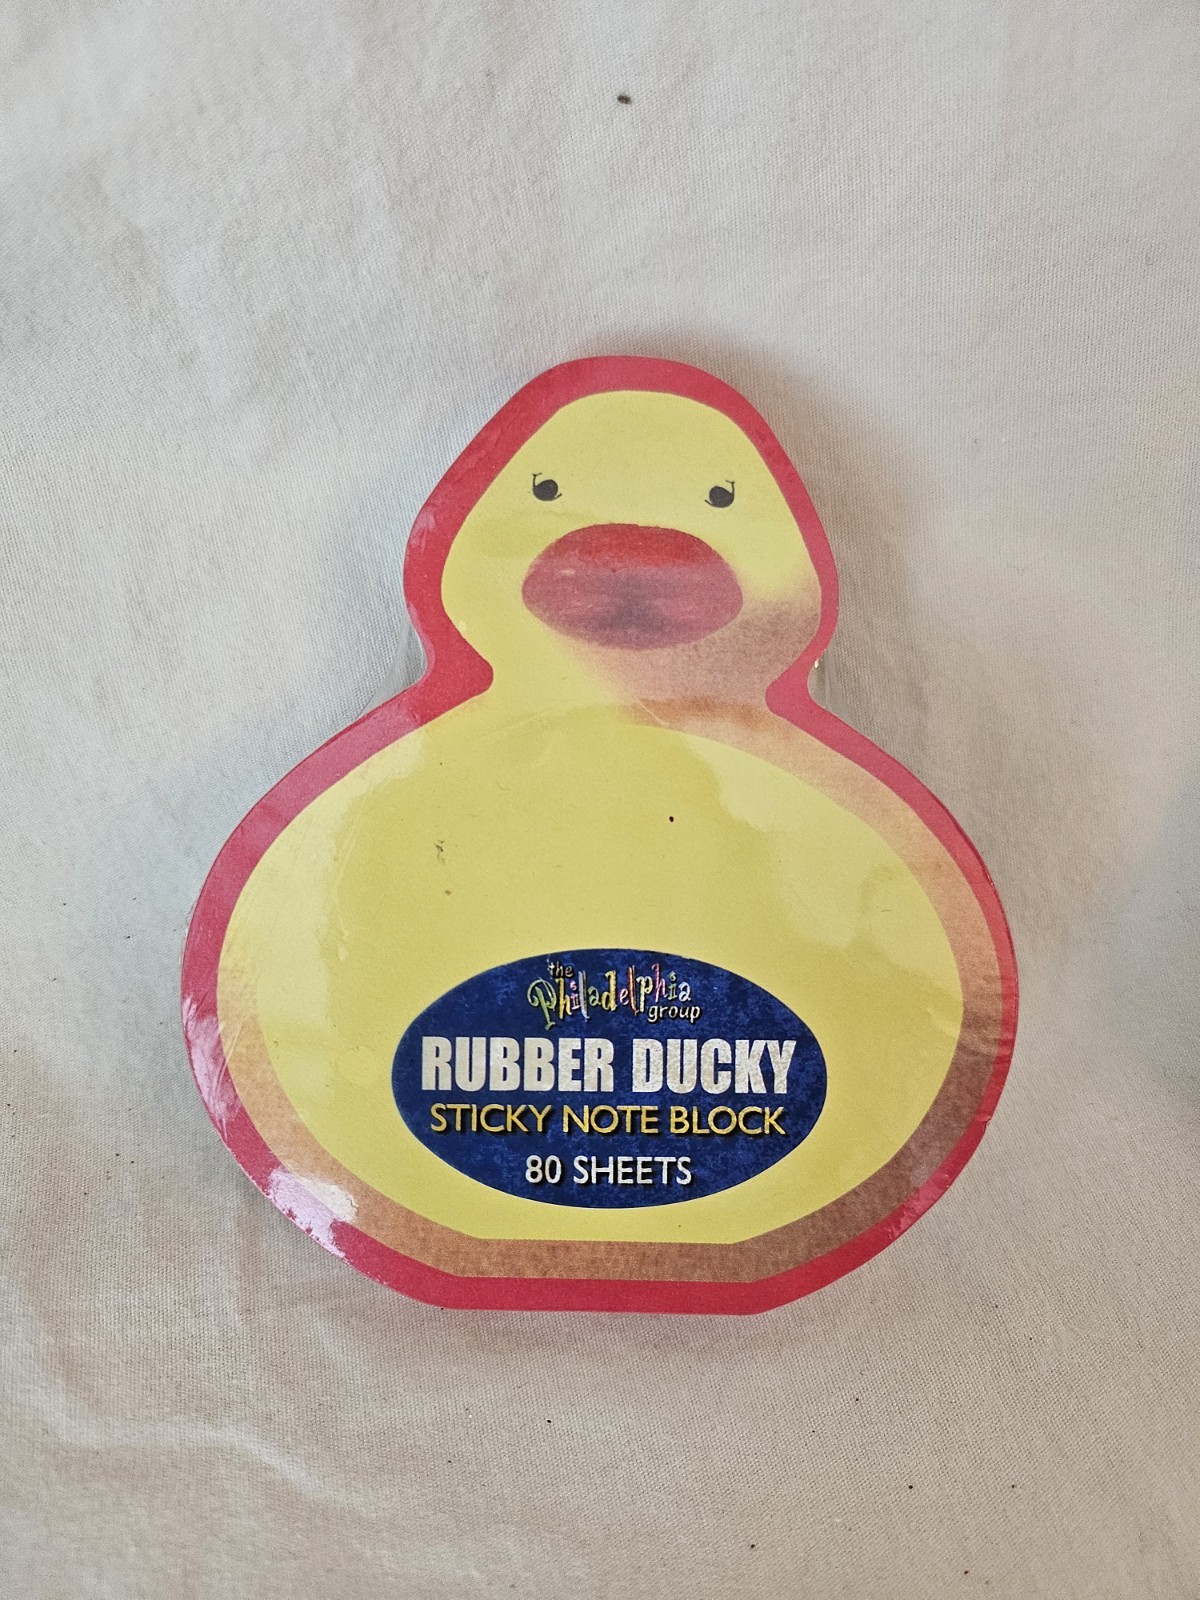 the
Philadelphia
group
RUBBER DUCKY
STICKY NOTE BLOCK
80 SHEETS